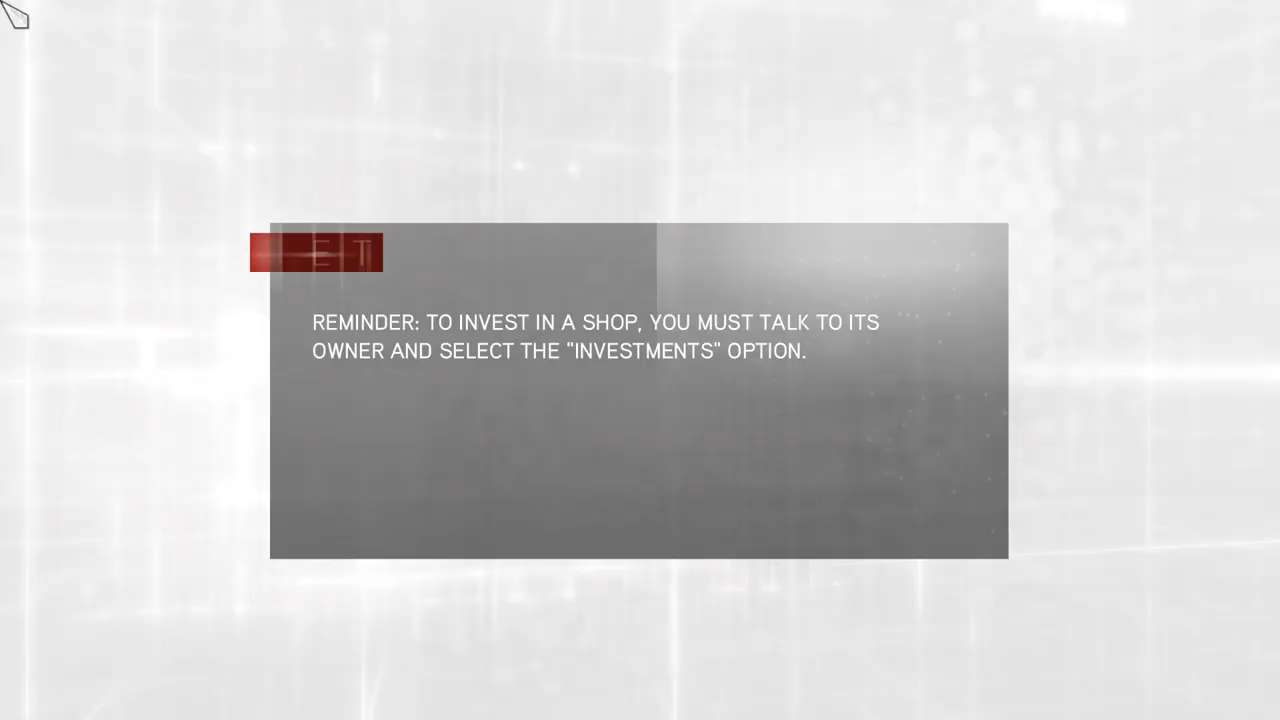 REMINDER: TO INVEST IN A SHOP, YOU MUST TALK TO ITS
OWNER AND SELECT THE "INVESTMENTS" OPTION.